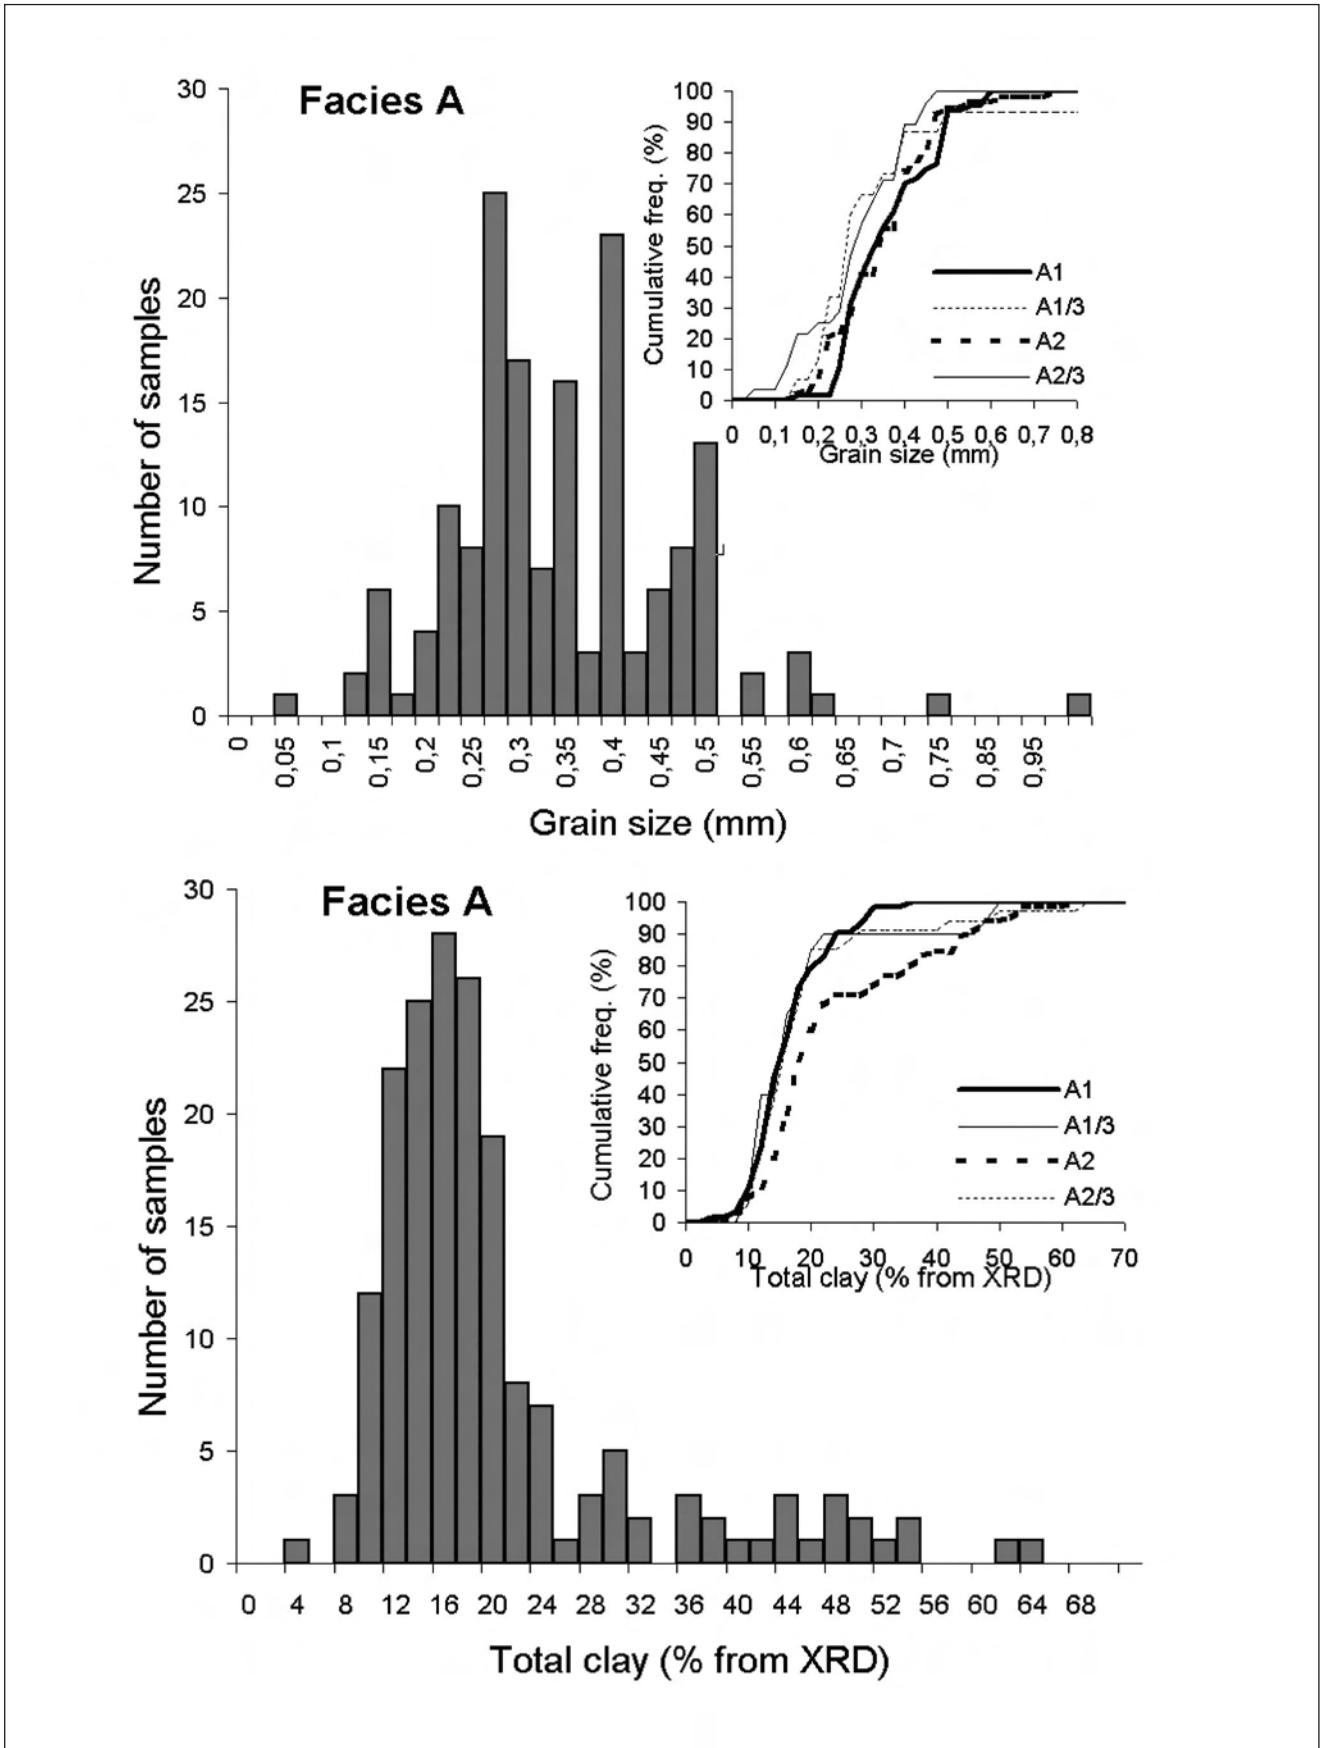 Facies A
30
25
20
15
10
5
0
Number of samples
0 0,05 0,1 0,15 0,2 0,25 0,3 0,35 0,4 0,45 0,5 0,55 0,6 0,65 0,7 0,75 0,85 0,95
Grain size (mm)
100
90
80
70
60
50
40
30
20
10
0
Cumulative freq. (%)
A1
A1/3
A2
A2/3
0 0,1 0,2 0,3 0,4 0,5 0,6 0,7 0,8
Grain size (mm)
Facies A
30
25
20
15
10
5
0
Number of samples
0 4 8 12 16 20 24 28 32 36 40 44 48 52 56 60 64 68
Total clay (% from XRD)
100
90
80
70
60
50
40
30
20
10
0
Cumulative freq. (%)
A1
A1/3
A2
A2/3
0 10 20 30 40 50 60 70
Total clay (% from XRD)